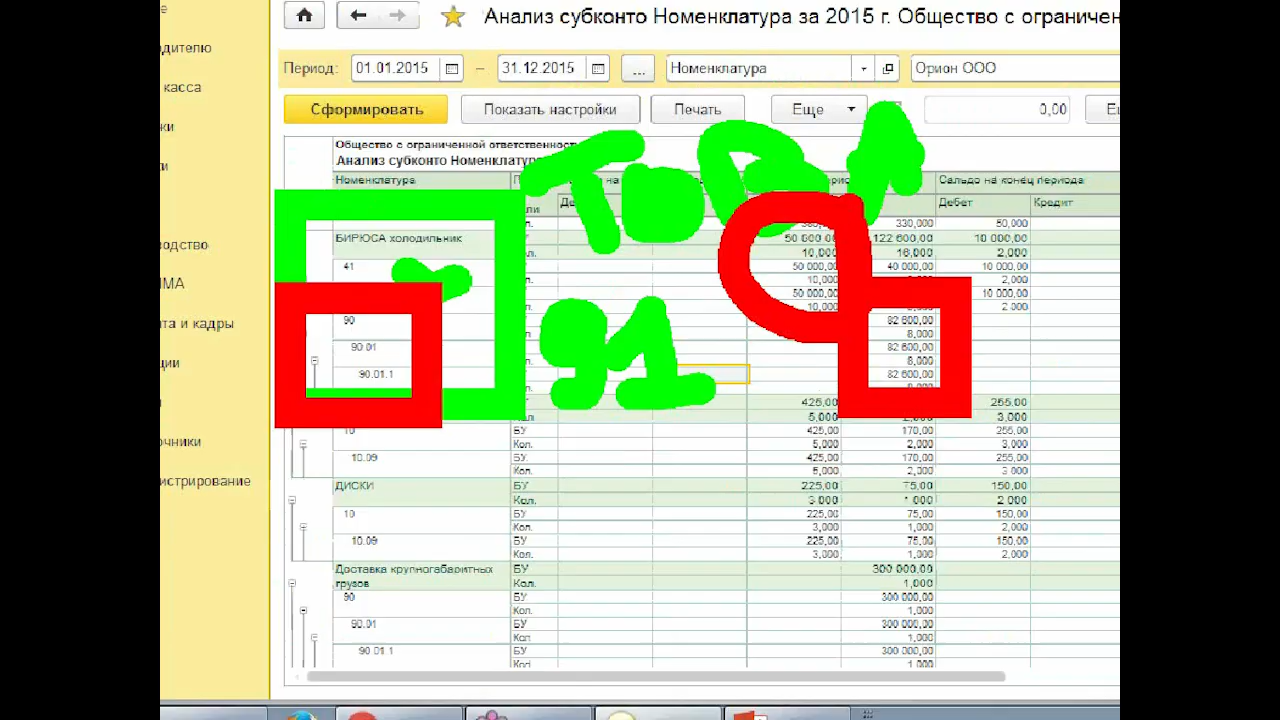 Анализ субконто Номенклатура за 2015 г. Общество с ограничен
водителю
касса
Период: 01.01.2015 – 31.12.2015 ... Номенклатура Орион ООО
Сформировать Показать настройки Печать Еще 0,00
Общество с ограниченной ответственность
Анализ субконто Номенклатур
Номенклатура Сальдо на конец периода
Дебет Кредит
330,000 50,000
БИРЮСА холодильник 50 000,00 122 600,00 10 000,00
10,000 16,000 2,000
41 50 000,00 40 000,00 10 000,00
10,000 2,000
50 000,00 10 000,00
10,000 2 000
90 82 600,00
8,000
90 01 82 600,00
8,000
90.01.1 82 600,00
91
425,00 255,00
5,000 3,000
10 БУ 425,00 170,00 255,00
Кол. 5,000 2,000 3,000
10.09 БУ 425,00 170,00 255,00
Кол. 5,000 2,000 3 000
ДИСКИ БУ 225,00 75,00 150,00
Кол. 3 000 1 000 2 000
10 БУ 225,00 75,00 150,00
Кол. 3,000 1,000 2,000
10.09 БУ 225,00 75,00 150,00
Кол. 3,000 1,000 2,000
Доставка крупногабаритных БУ 300 000,00
грузов Кол. 1,000
90 БУ 300 000,00
Кол. 1,000
90.01 БУ 300 000,00
Кол. 1,000
90 01 1 БУ 300 000,00
Кол 1 000
та и кадры